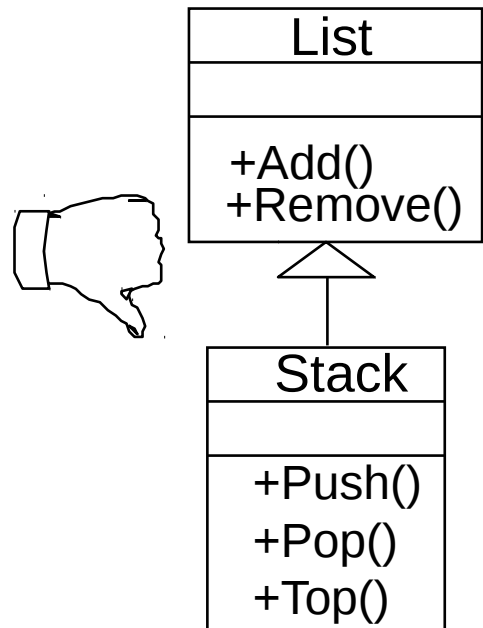 List
+Add()
+Remove()
Stack
+Push()
+Pop()
+Top()